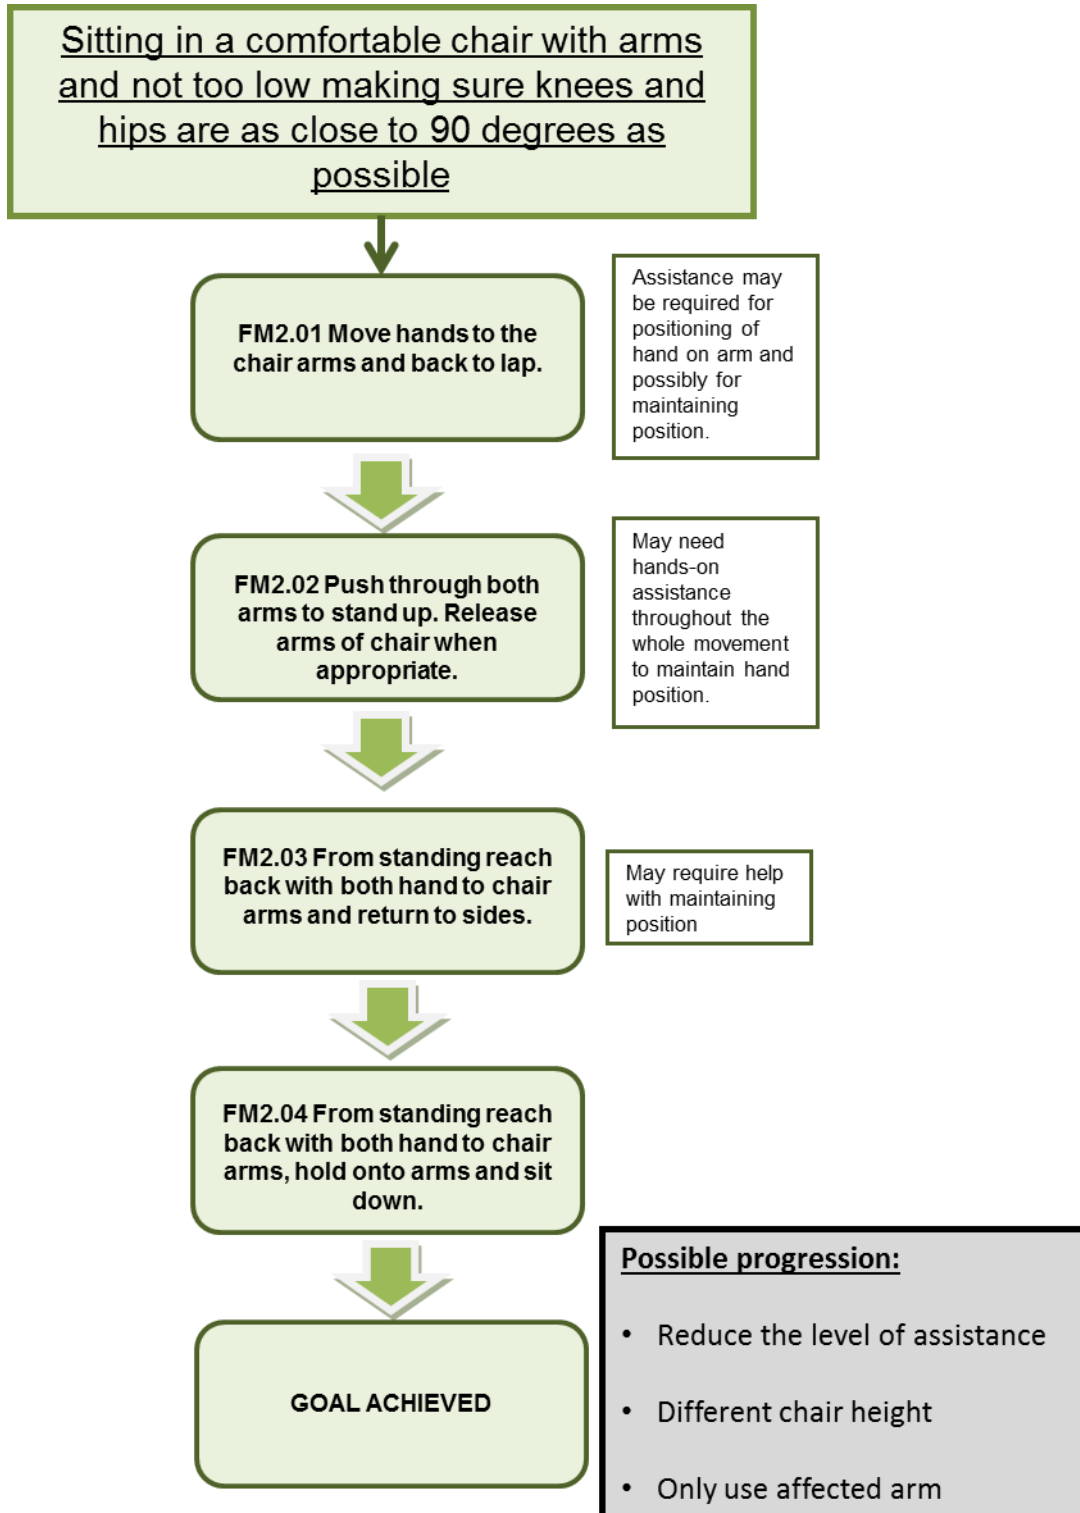 Sitting in a comfortable chair with arms
and not too low making sure knees and
hips are as close to 90 degrees as
possible
FM2.01 Move hands to the
chair arms and back to lap.
Assistance may
be required for
positioning of
hand on arm and
possibly for
maintaining
position.
FM2.02 Push through both
arms to stand up. Release
arms of chair when
appropriate.
May need
hands-on
assistance
throughout the
whole movement
to maintain hand
position.
FM2.03 From standing reach
back with both hand to chair
arms and return to sides.
May require help
with maintaining
position
FM2.04 From standing reach
back with both hand to chair
arms, hold onto arms and sit
down.
GOAL ACHIEVED
Possible progression:
• Reduce the level of assistance
• Different chair height
• Only use affected arm